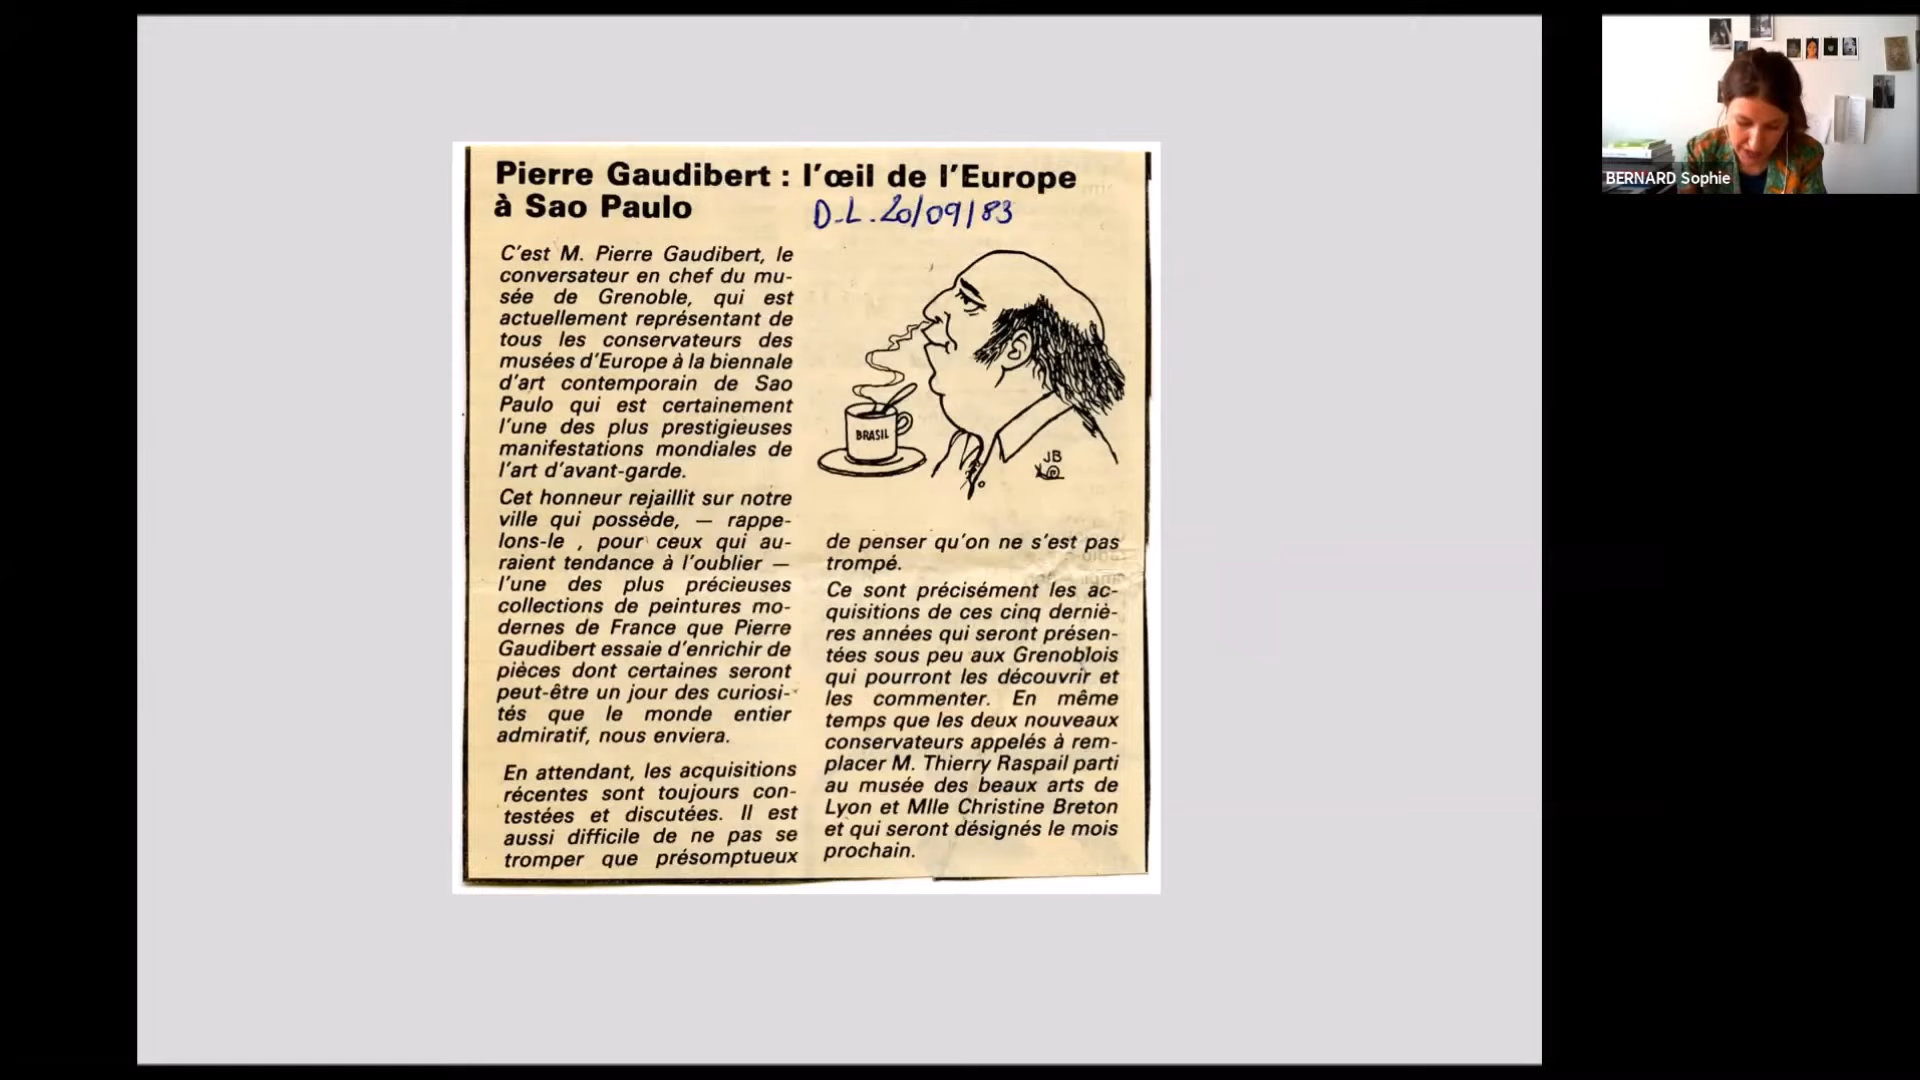 Pierre Gaudibert : l'œil de l'Europe
à Sao Paulo
D-L. 20/09/83
C'est M. Pierre Gaudibert, le
conversateur en chef du mu-
sée de Grenoble, qui est
actuellement représentant de
tous les conservateurs des
musées d'Europe à la biennale
d'art contemporain de Sao
Paulo qui est certainement
l'une des plus prestigieuses
manifestations mondiales de
l'art d'avant-garde.
Cet honneur rejaillit sur notre
ville qui possède, — rappe-
lons-le , pour ceux qui au-
raient tendance à l'oublier —
l'une des plus précieuses
collections de peintures mo-
dernes de France que Pierre
Gaudibert essaie d'enrichir de
pièces dont certaines seront
peut-être un jour des curiosi-
tés que le monde entier
admiratif, nous enviera.
En attendant, les acquisitions
récentes sont toujours con-
testées et discutées. Il est
aussi difficile de ne pas se
tromper que présomptueux
BRASIL
JB
de penser qu'on ne s'est pas
trompé.
Ce sont précisément les ac-
quisitions de ces cinq derniè-
res années qui seront présen-
tées sous peu aux Grenoblois
qui pourront les découvrir et
les commenter. En même
temps que les deux nouveaux
conservateurs appelés à rem-
placer M. Thierry Raspail parti
au musée des beaux arts de
Lyon et Mlle Christine Breton
et qui seront désignés le mois
prochain.
BERNARD Sophie